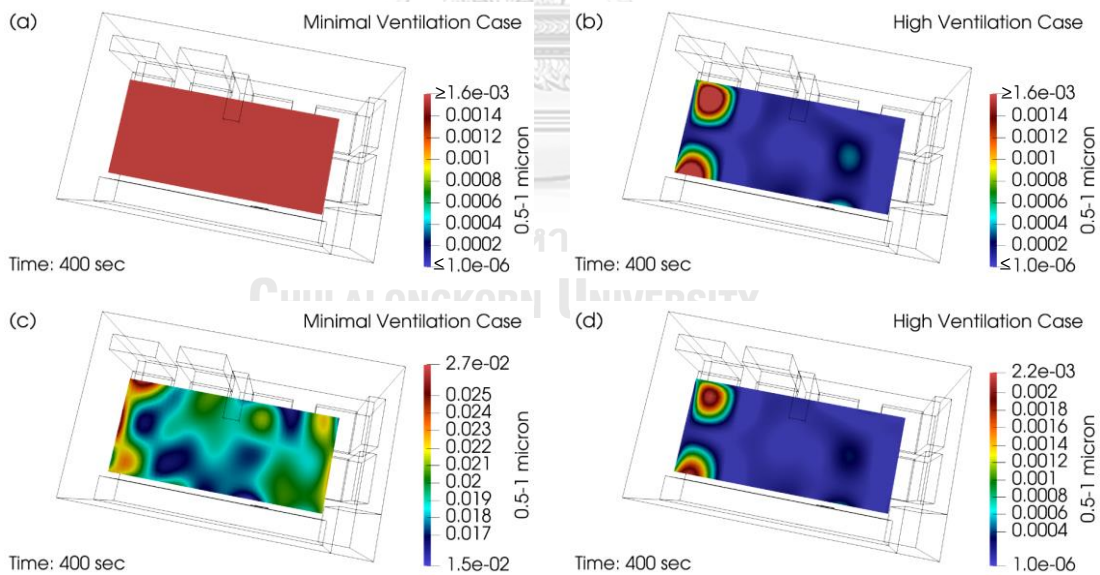 (a) Minimal Ventilation Case
≥1.6e-03
0.0014
0.0012
0.001
0.0008
0.0006
0.0004
0.0002
≤1.0e-06
0.5-1 micron
Time: 400 sec
(b) High Ventilation Case
≥1.6e-03
0.0014
0.0012
0.001
0.0008
0.0006
0.0004
0.0002
≤1.0e-06
0.5-1 micron
Time: 400 sec
CHULALONGKORN UNIVERSITY
(c) Minimal Ventilation Case
2.7e-02
0.025
0.024
0.023
0.022
0.021
0.02
0.019
0.018
0.017
1.5e-02
0.5-1 micron
Time: 400 sec
(d) High Ventilation Case
2.2e-03
0.002
0.0018
0.0016
0.0014
0.0012
0.001
0.0008
0.0006
0.0004
1.0e-06
0.5-1 micron
Time: 400 sec